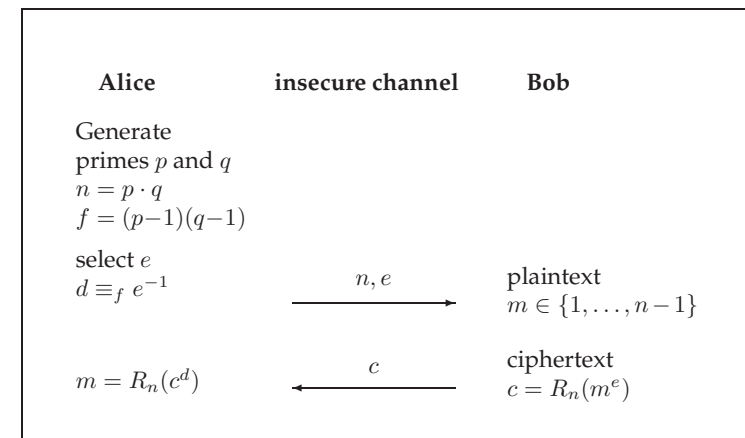 Alice insecure channel Bob
Generate
primes p and q
n = p · q
f = (p−1)(q−1)
select e
d ≡_f e^{−1}
n, e
plaintext
m ∈ {1, . . . , n − 1}
m = R_n(c^d)
c
ciphertext
c = R_n(m^e)